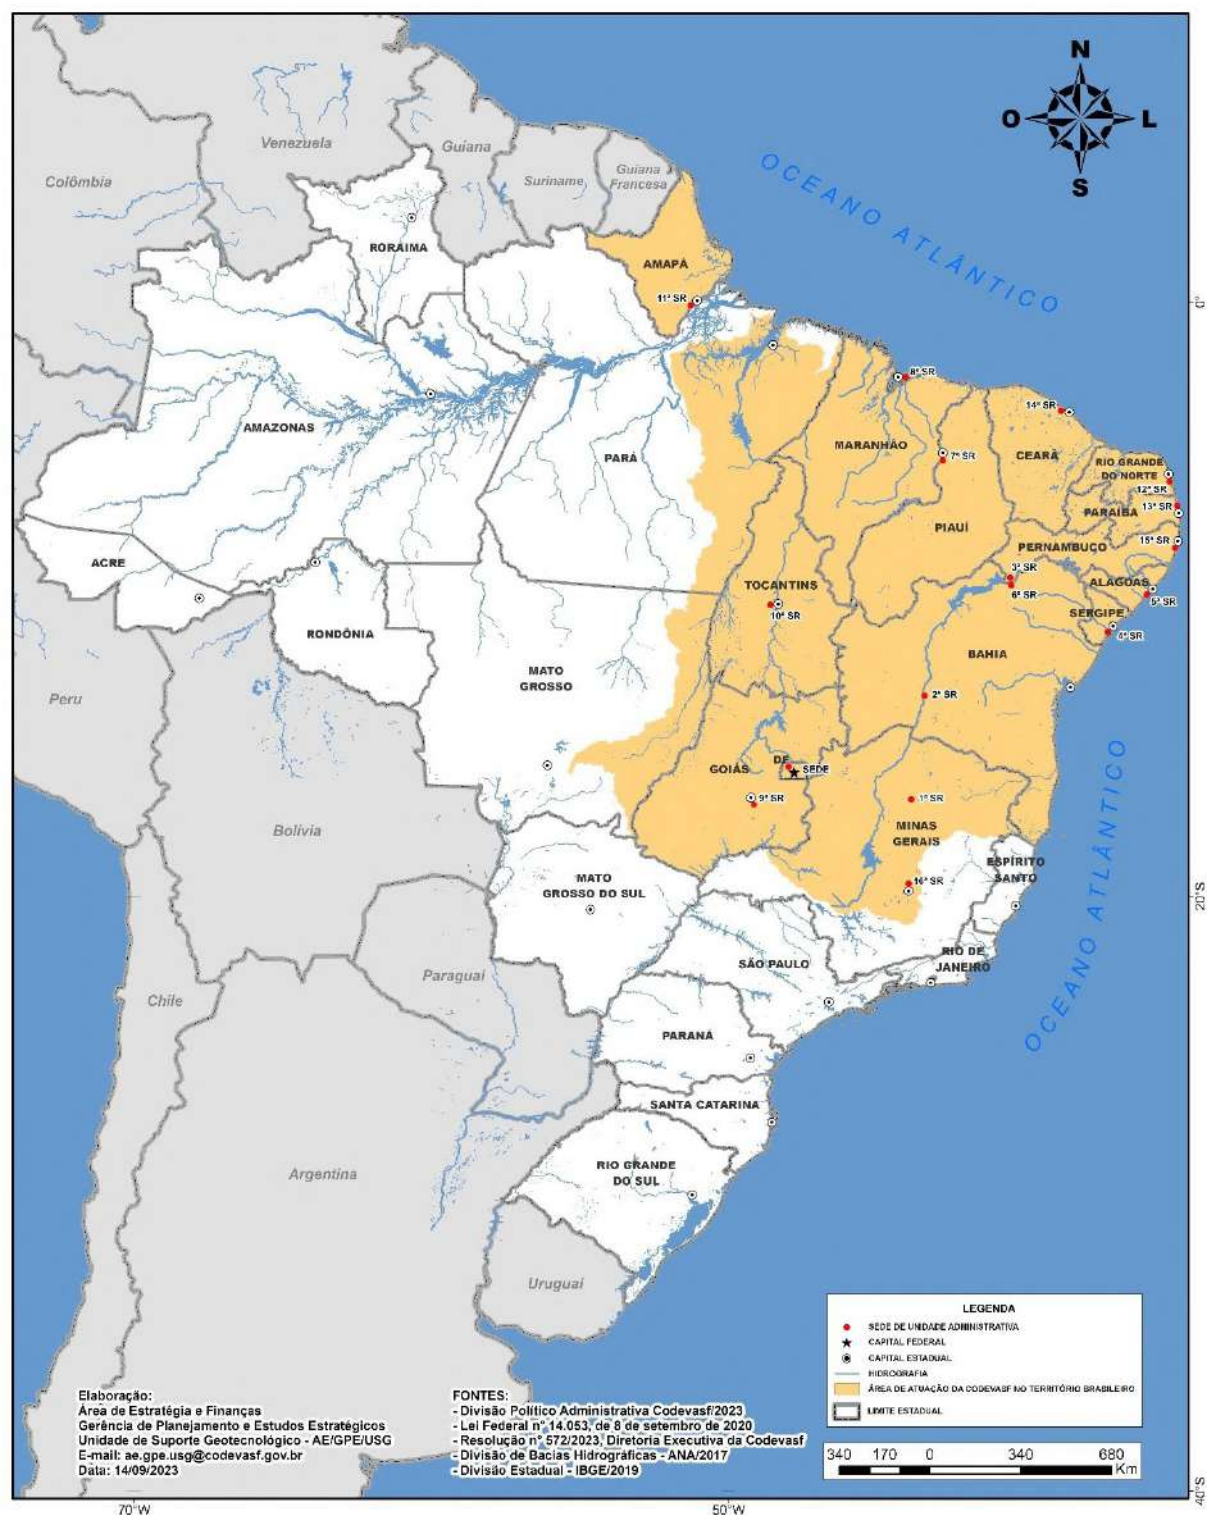 N
O
L
S
OCEANO ATLÂNTICO
Venezuela
Guiana
Suriname
Guiana
Francesa
Colômbia
RORAIMA
AMAPÁ
11ª SR
0°
8ª SR
14ª SR
AMAZONAS
PARÁ
MARANHÃO
7ª SR
CEARÁ
RIO GRANDE
DO NORTE
12ª SR
13ª SR
PARAÍBA
PIAUÍ
15ª SR
PERNAMBUCO
ACRE
3ª SR
6ª SR
ALAGOAS
5ª SR
TOCANTINS
10ª SR
SERGIPE
4ª SR
RONDÔNIA
BAHIA
MATO
GROSSO
Peru
2ª SR
GOIÁS
DF
SEDE
9ª SR
1ª SR
Bolívia
MINAS
GERAIS
OCEANO ATLÂNTICO
ESPÍRITO
SANTO
MATO
GROSSO DO SUL
16ª SR
20°S
RIO DE
JANEIRO
SÃO PAULO
Paraguai
Chile
PARANÁ
SANTA CATARINA
RIO GRANDE
DO SUL
Argentina
Uruguai
LEGENDA
SEDE DE UNIDADE ADMINISTRATIVA
CAPITAL FEDERAL
CAPITAL ESTADUAL
HIDROGRAFIA
ÁREA DE ATUAÇÃO DA CODEVASF NO TERRITÓRIO BRASILEIRO
LIMITE ESTADUAL
340 170 0 340 680
Km
Elaboração:
Área de Estratégia e Finanças
Gerência de Planejamento e Estudos Estratégicos
Unidade de Suporte Geotecnológico - AE/GPE/USG
E-mail: ae.gpe.usg@codevasf.gov.br
Data: 14/09/2023
FONTES:
- Divisão Político Administrativa Codevasf/2023
- Lei Federal n° 14.053, de 8 de setembro de 2020
- Resolução n° 572/2023, Diretoria Executiva da Codevasf
- Divisão de Bacias Hidrográficas - ANA/2017
- Divisão Estadual - IBGE/2019
70°W
50°W
40°S